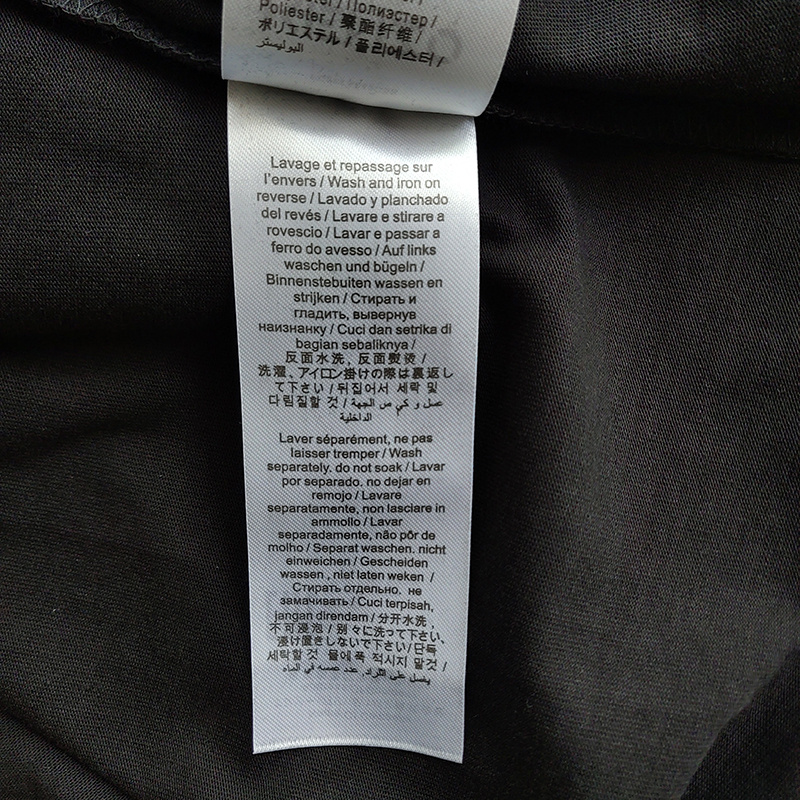 Полиэстер /
Poliester / 聚酯纤维 /
ポリエステル / 폴리에스터 /
البوليستر
Lavage et repassage sur
l'envers / Wash and iron on
reverse / Lavado y planchado
del revés / Lavare e stirare a
rovescio / Lavar e passar a
ferro do avesso / Auf links
waschen und bügeln /
Binnenstebuiten wassen en
strijken / Стирать и
гладить, вывернув
наизнанку / Cuci dan setrika di
bagian sebaliknya /
反面水洗, 反面熨烫 /
洗濯、アイロン掛けの際は裏返し
て下さい / 뒤집어서 세탁 및
다림질할 것 / غسل و كي من الجهة
الداخلية
Laver séparément, ne pas
laisser tremper / Wash
separately. do not soak / Lavar
por separado. no dejar en
remojo / Lavare
separatamente, non lasciare in
ammollo / Lavar
separadamente, não pôr de
molho / Separat waschen. nicht
einweichen / Gescheiden
wassen , niet laten weken /
Стирать отдельно. не
замачивать / Cuci terpisah,
jangan direndam / 分开水洗,
不可浸泡 / 别々に洗って下さい、
浸け置きしないで下さい/단독
세탁할 것 물에푹 적시지 말것 /
يغسل على انفراد، عند غمسه في الماء